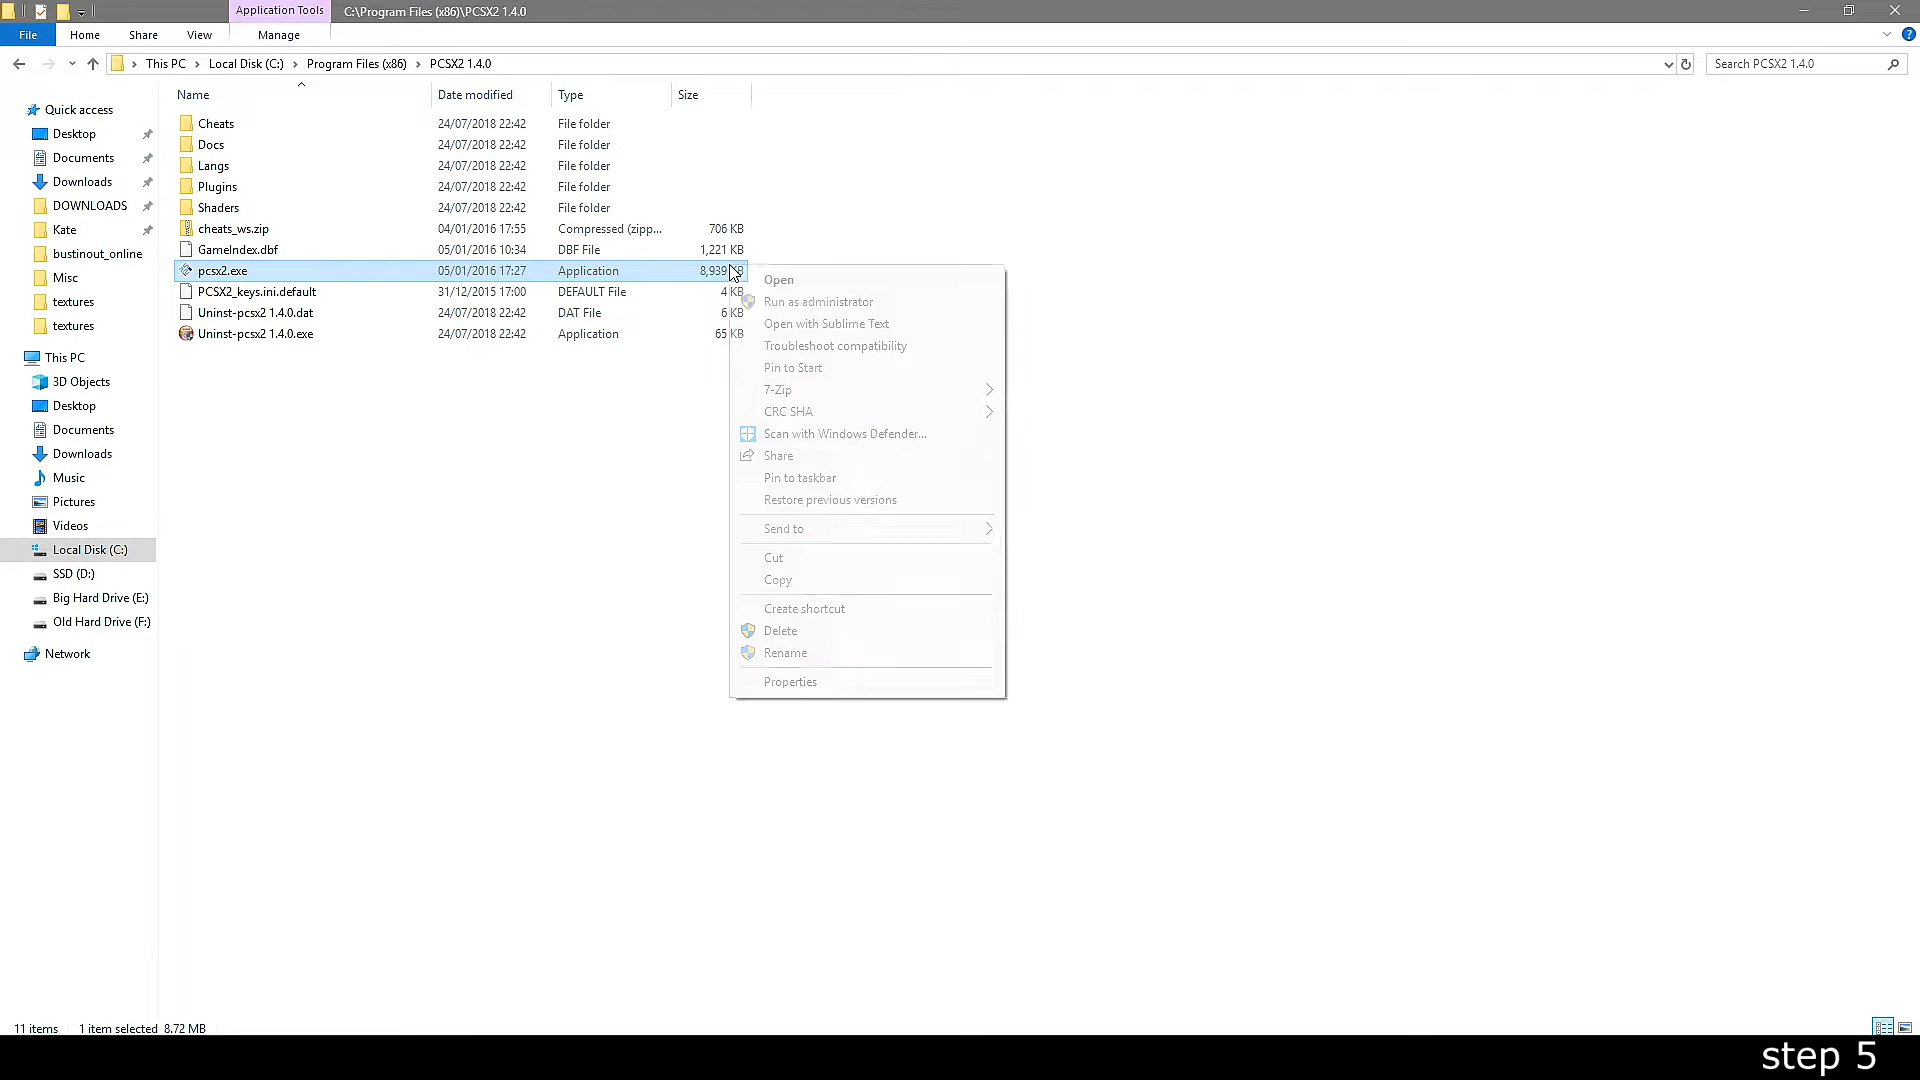 Application Tools
C:\Program Files (x86)\PCSX2 1.4.0
File
Home
Share
View
Manage
This PC
Local Disk (C:)
Program Files (x86)
PCSX2 1.4.0
Search PCSX2 1.4.0
Name
Date modified
Type
Size
Quick access
Desktop
Documents
Downloads
DOWNLOADS
Kate
bustinout_online
Misc
textures
textures
This PC
3D Objects
Desktop
Documents
Downloads
Music
Pictures
Videos
Local Disk (C:)
SSD (D:)
Big Hard Drive (E:)
Old Hard Drive (F:)
Network
Cheats 24/07/2018 22:42 File folder
Docs 24/07/2018 22:42 File folder
Langs 24/07/2018 22:42 File folder
Plugins 24/07/2018 22:42 File folder
Shaders 24/07/2018 22:42 File folder
cheats_ws.zip 04/01/2016 17:55 Compressed (zipp... 706 KB
GameIndex.dbf 05/01/2016 10:34 DBF File 1,221 KB
pcsx2.exe 05/01/2016 17:27 Application 8,939
PCSX2_keys.ini.default 31/12/2015 17:00 DEFAULT File 4 KB
Uninst-pcsx2 1.4.0.dat 24/07/2018 22:42 DAT File 6 KB
Uninst-pcsx2 1.4.0.exe 24/07/2018 22:42 Application 65 KB
Open
Run as administrator
Open with Sublime Text
Troubleshoot compatibility
Pin to Start
7-Zip
CRC SHA
Scan with Windows Defender...
Share
Pin to taskbar
Restore previous versions
Send to
Cut
Copy
Create shortcut
Delete
Rename
Properties
11 items
1 item selected 8.72 MB
step 5